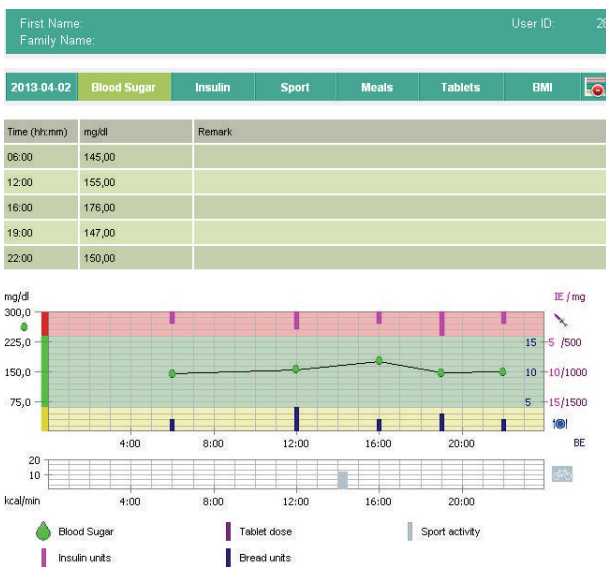 First Name: User ID: 28
Family Name:
2013-04-02 Blood Sugar Insulin Sport Meals Tablets BMI
Time (hh:mm) mg/dl Remark
06:00 145,00
12:00 155,00
16:00 176,00
19:00 147,00
22:00 150,00
mg/dl IE / mg
300,0
225,0 15 5 /500
150,0 10 10/1000
75,0 5 15/1500
4:00 8:00 12:00 16:00 20:00 BE
20
10
kcal/min 4:00 8:00 12:00 16:00 20:00
Blood Sugar Tablet dose Sport activity
Insulin units Bread units